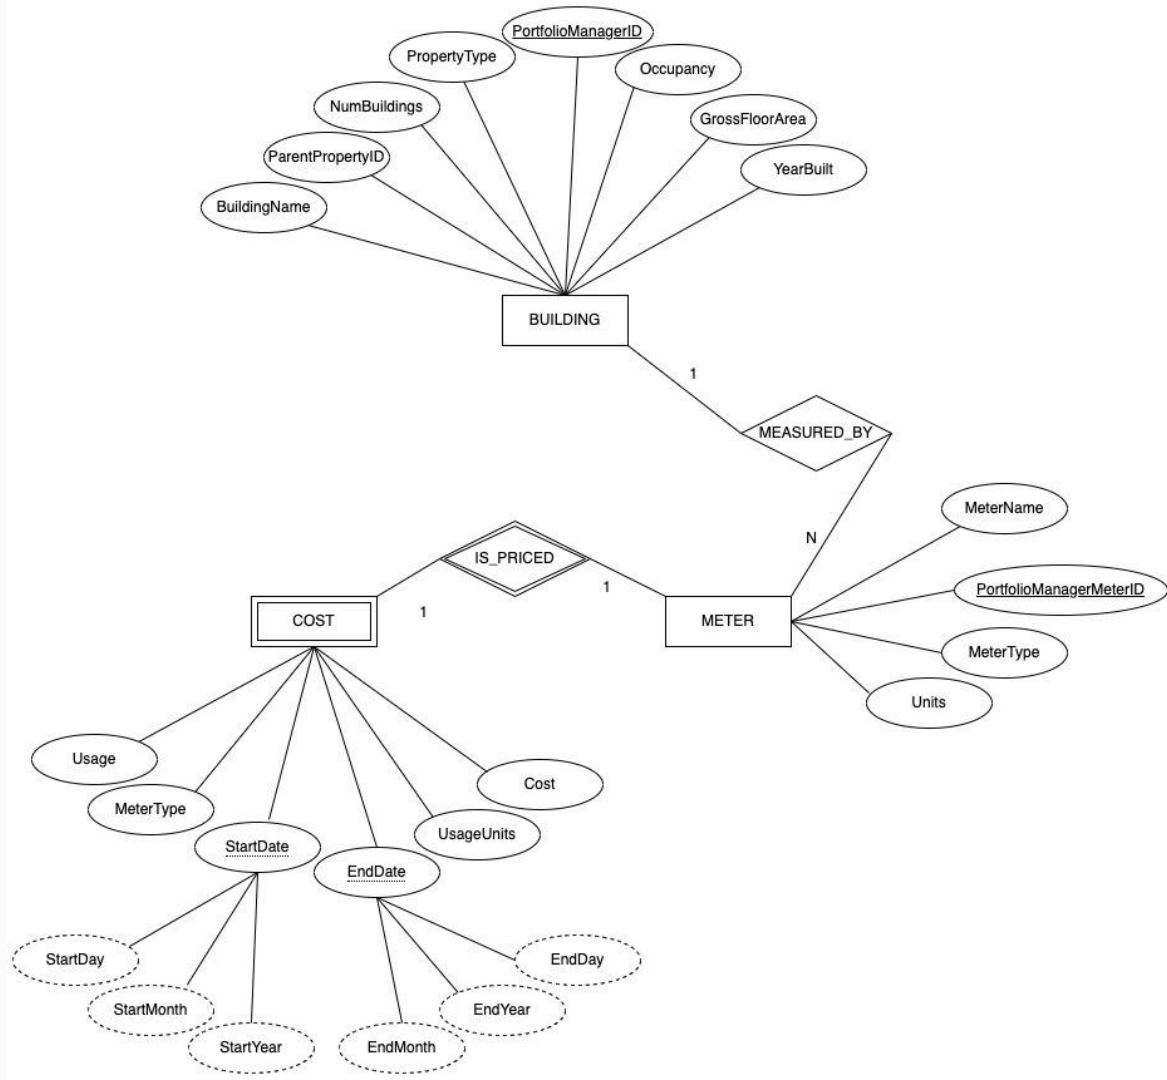 PortfolioManagerID
PropertyType
Occupancy
NumBuildings
GrossFloorArea
ParentPropertyID
YearBuilt
BuildingName
BUILDING
1
MEASURED_BY
MeterName
N
IS_PRICED
PortfolioManagerMeterID
1
1
COST
METER
MeterType
Units
Usage
Cost
MeterType
UsageUnits
StartDate
EndDate
StartDay
EndDay
StartMonth
EndYear
StartYear
EndMonth